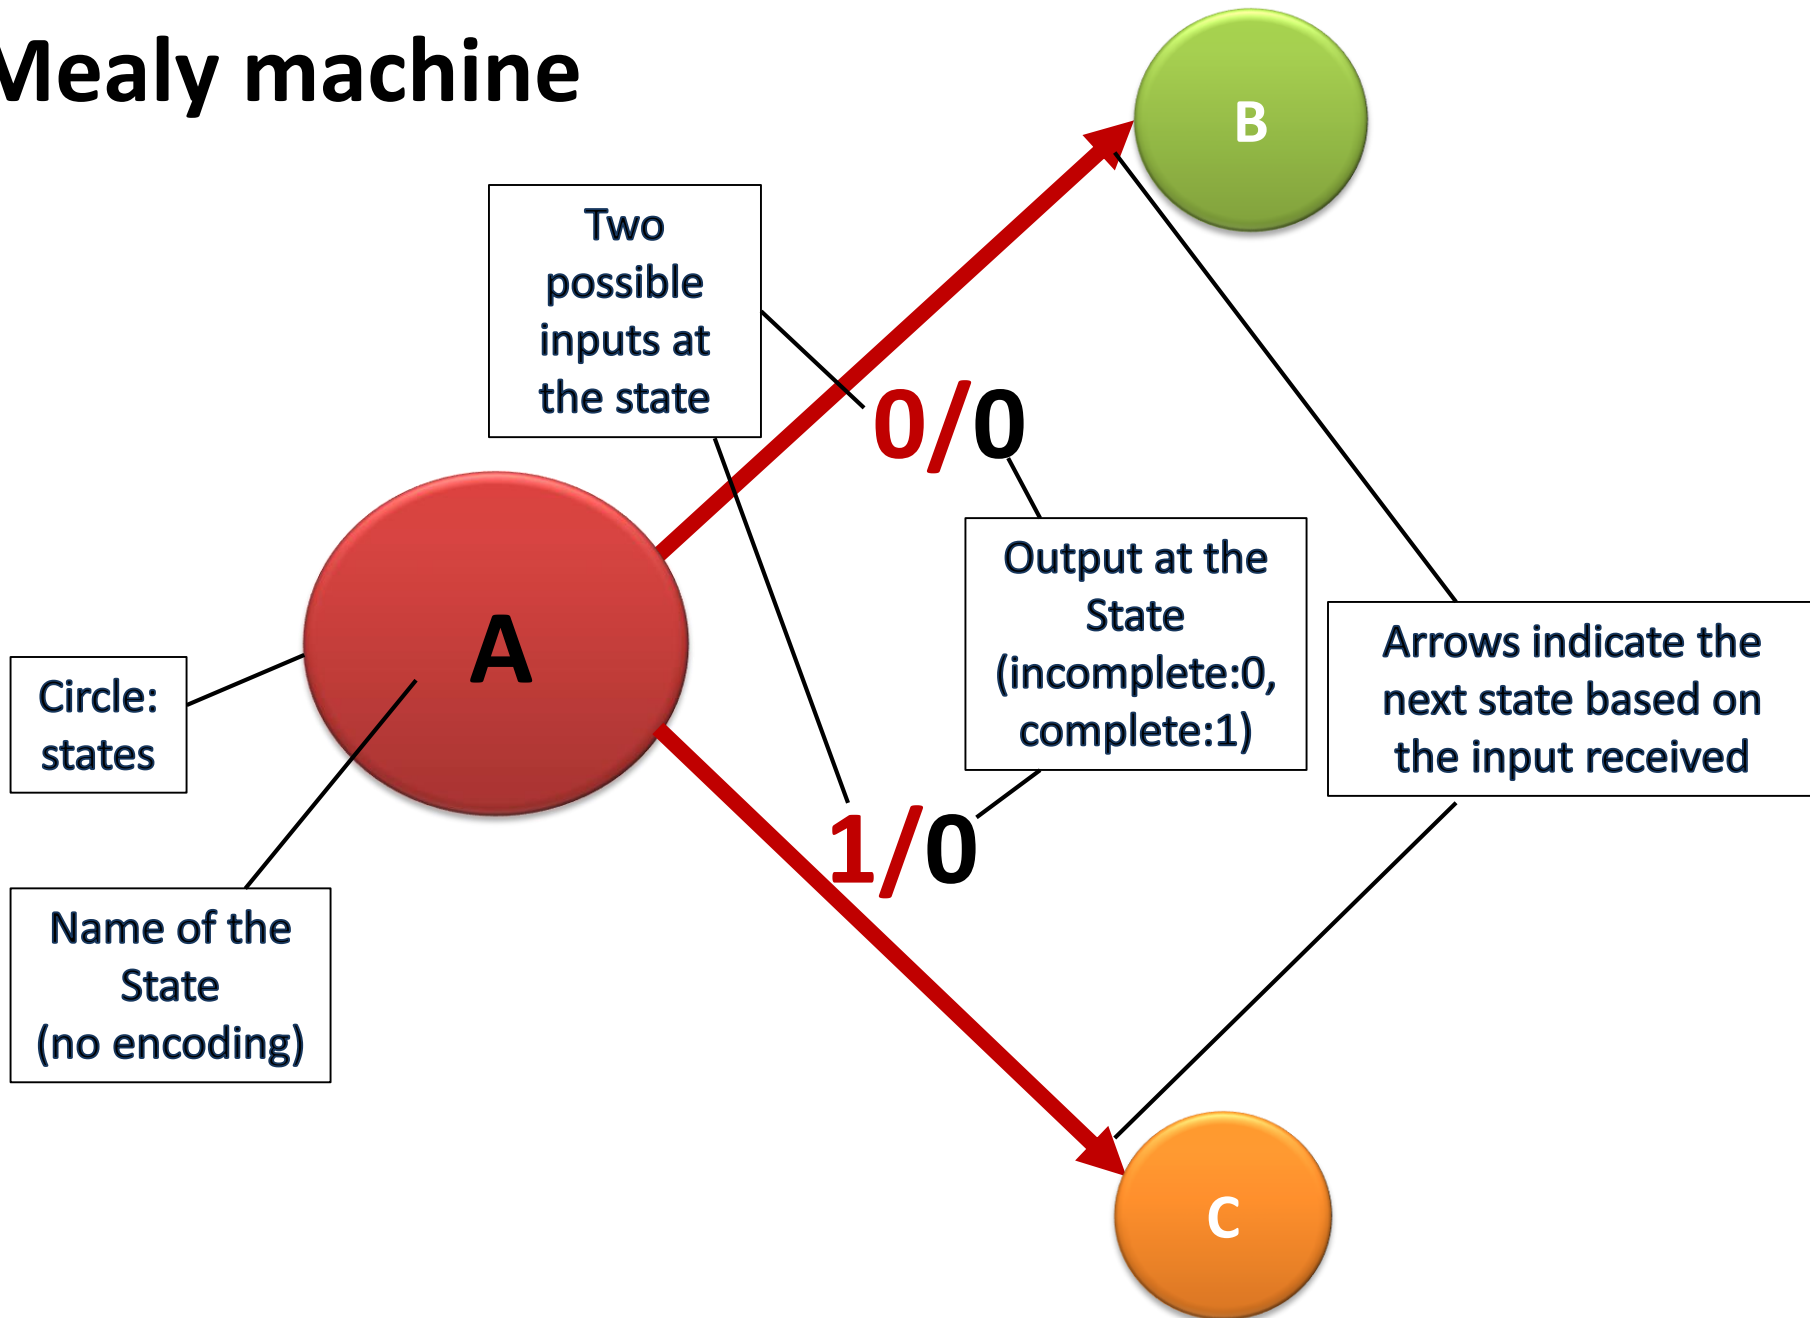 Mealy machine
B
Two
possible
inputs at
the state
0/0
Output at the
State
(incomplete:0,
complete:1)
Arrows indicate the
next state based on
the input received
A
Circle:
states
1/0
Name of the
State
(no encoding)
C